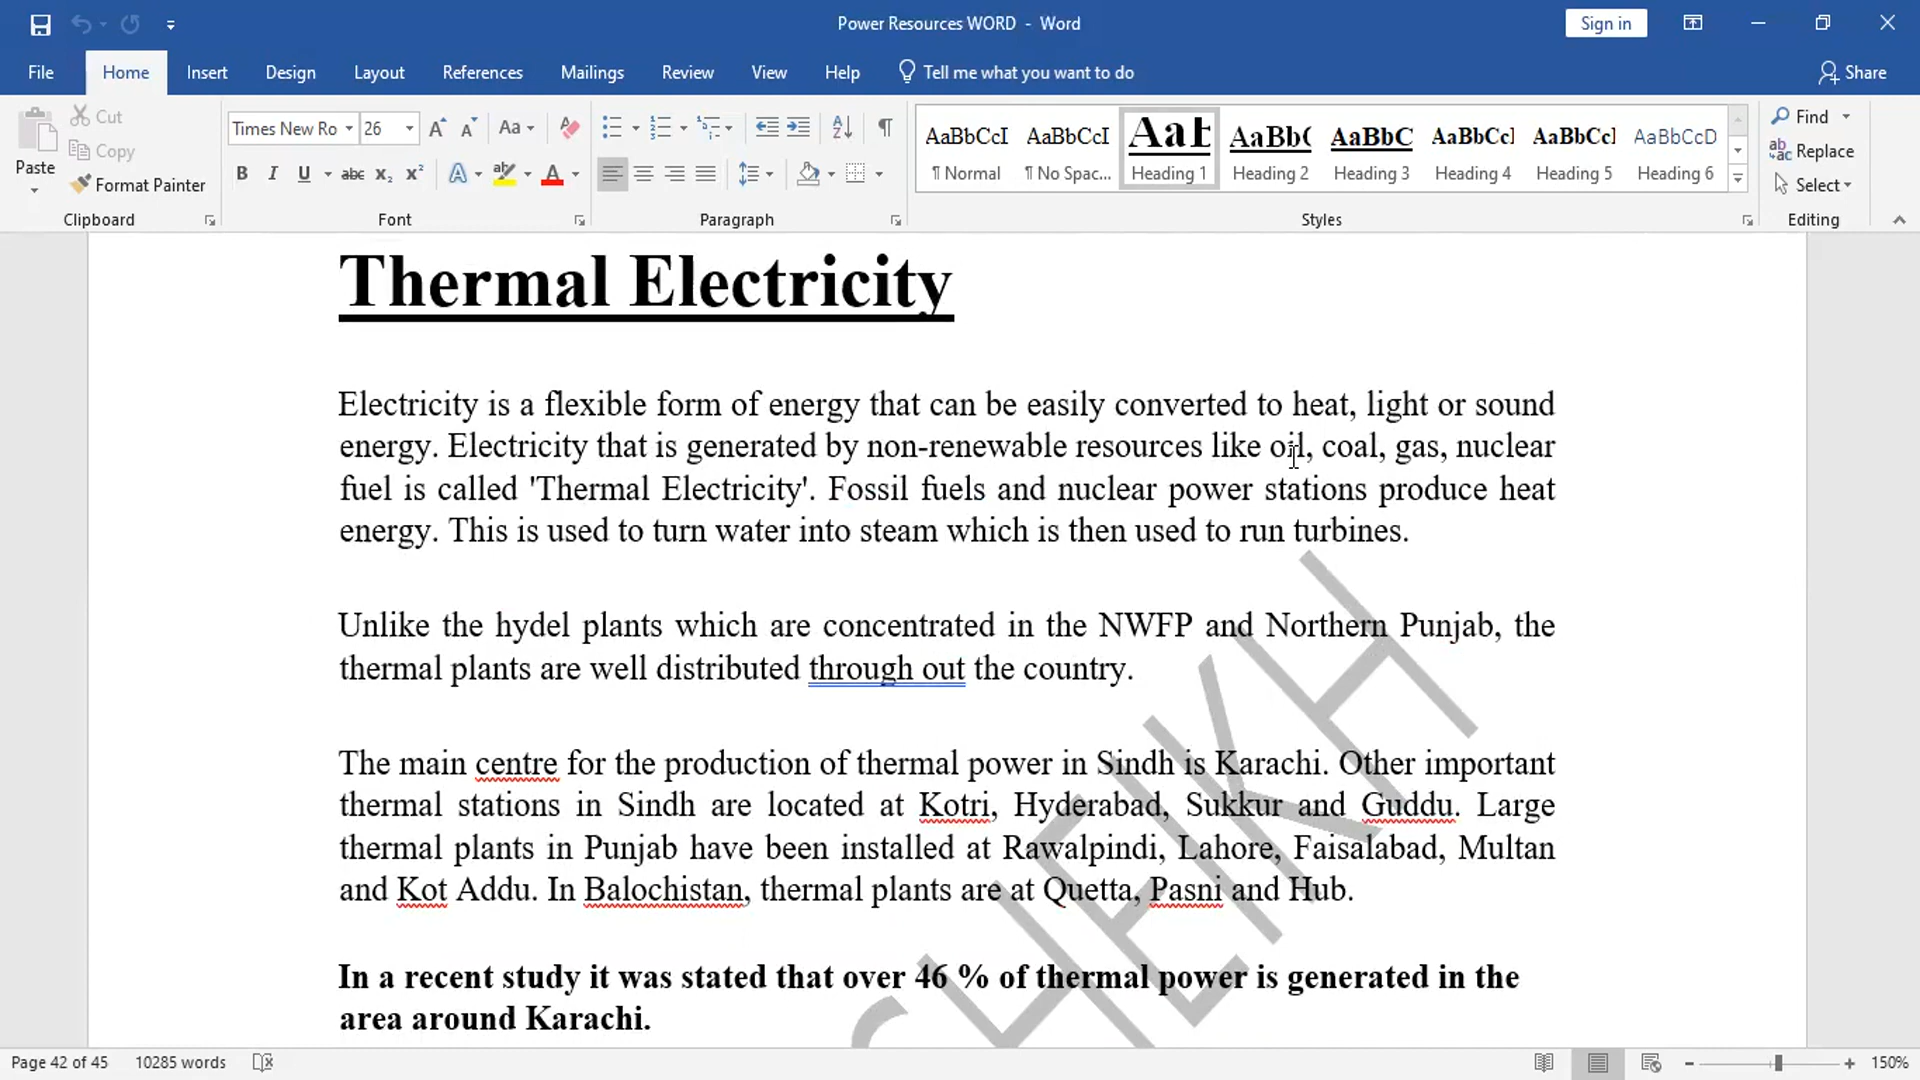 Power Resources WORD - Word
Sign in
File Home Insert Design Layout References Mailings Review View Help Tell me what you want to do Share
Paste Cut Copy Format Painter
Times New Ro 26 Aa
B I U abc x₂ x² A ab A
AaBbCcI AaBbCcI AaB AaBb( AaBbC AaBbCcl AaBbCcl AaBbCcD
¶ Normal ¶ No Spac... Heading 1 Heading 2 Heading 3 Heading 4 Heading 5 Heading 6
Find
Replace
Select
Clipboard Font Paragraph Styles Editing
Thermal Electricity
Electricity is a flexible form of energy that can be easily converted to heat, light or sound
energy. Electricity that is generated by non-renewable resources like oil, coal, gas, nuclear
fuel is called 'Thermal Electricity'. Fossil fuels and nuclear power stations produce heat
energy. This is used to turn water into steam which is then used to run turbines.
Unlike the hydel plants which are concentrated in the NWFP and Northern Punjab, the
thermal plants are well distributed through out the country.
The main centre for the production of thermal power in Sindh is Karachi. Other important
thermal stations in Sindh are located at Kotri, Hyderabad, Sukkur and Guddu. Large
thermal plants in Punjab have been installed at Rawalpindi, Lahore, Faisalabad, Multan
and Kot Addu. In Balochistan, thermal plants are at Quetta, Pasni and Hub.
In a recent study it was stated that over 46 % of thermal power is generated in the
area around Karachi.
SHEIKH
Page 42 of 45 10285 words 150%